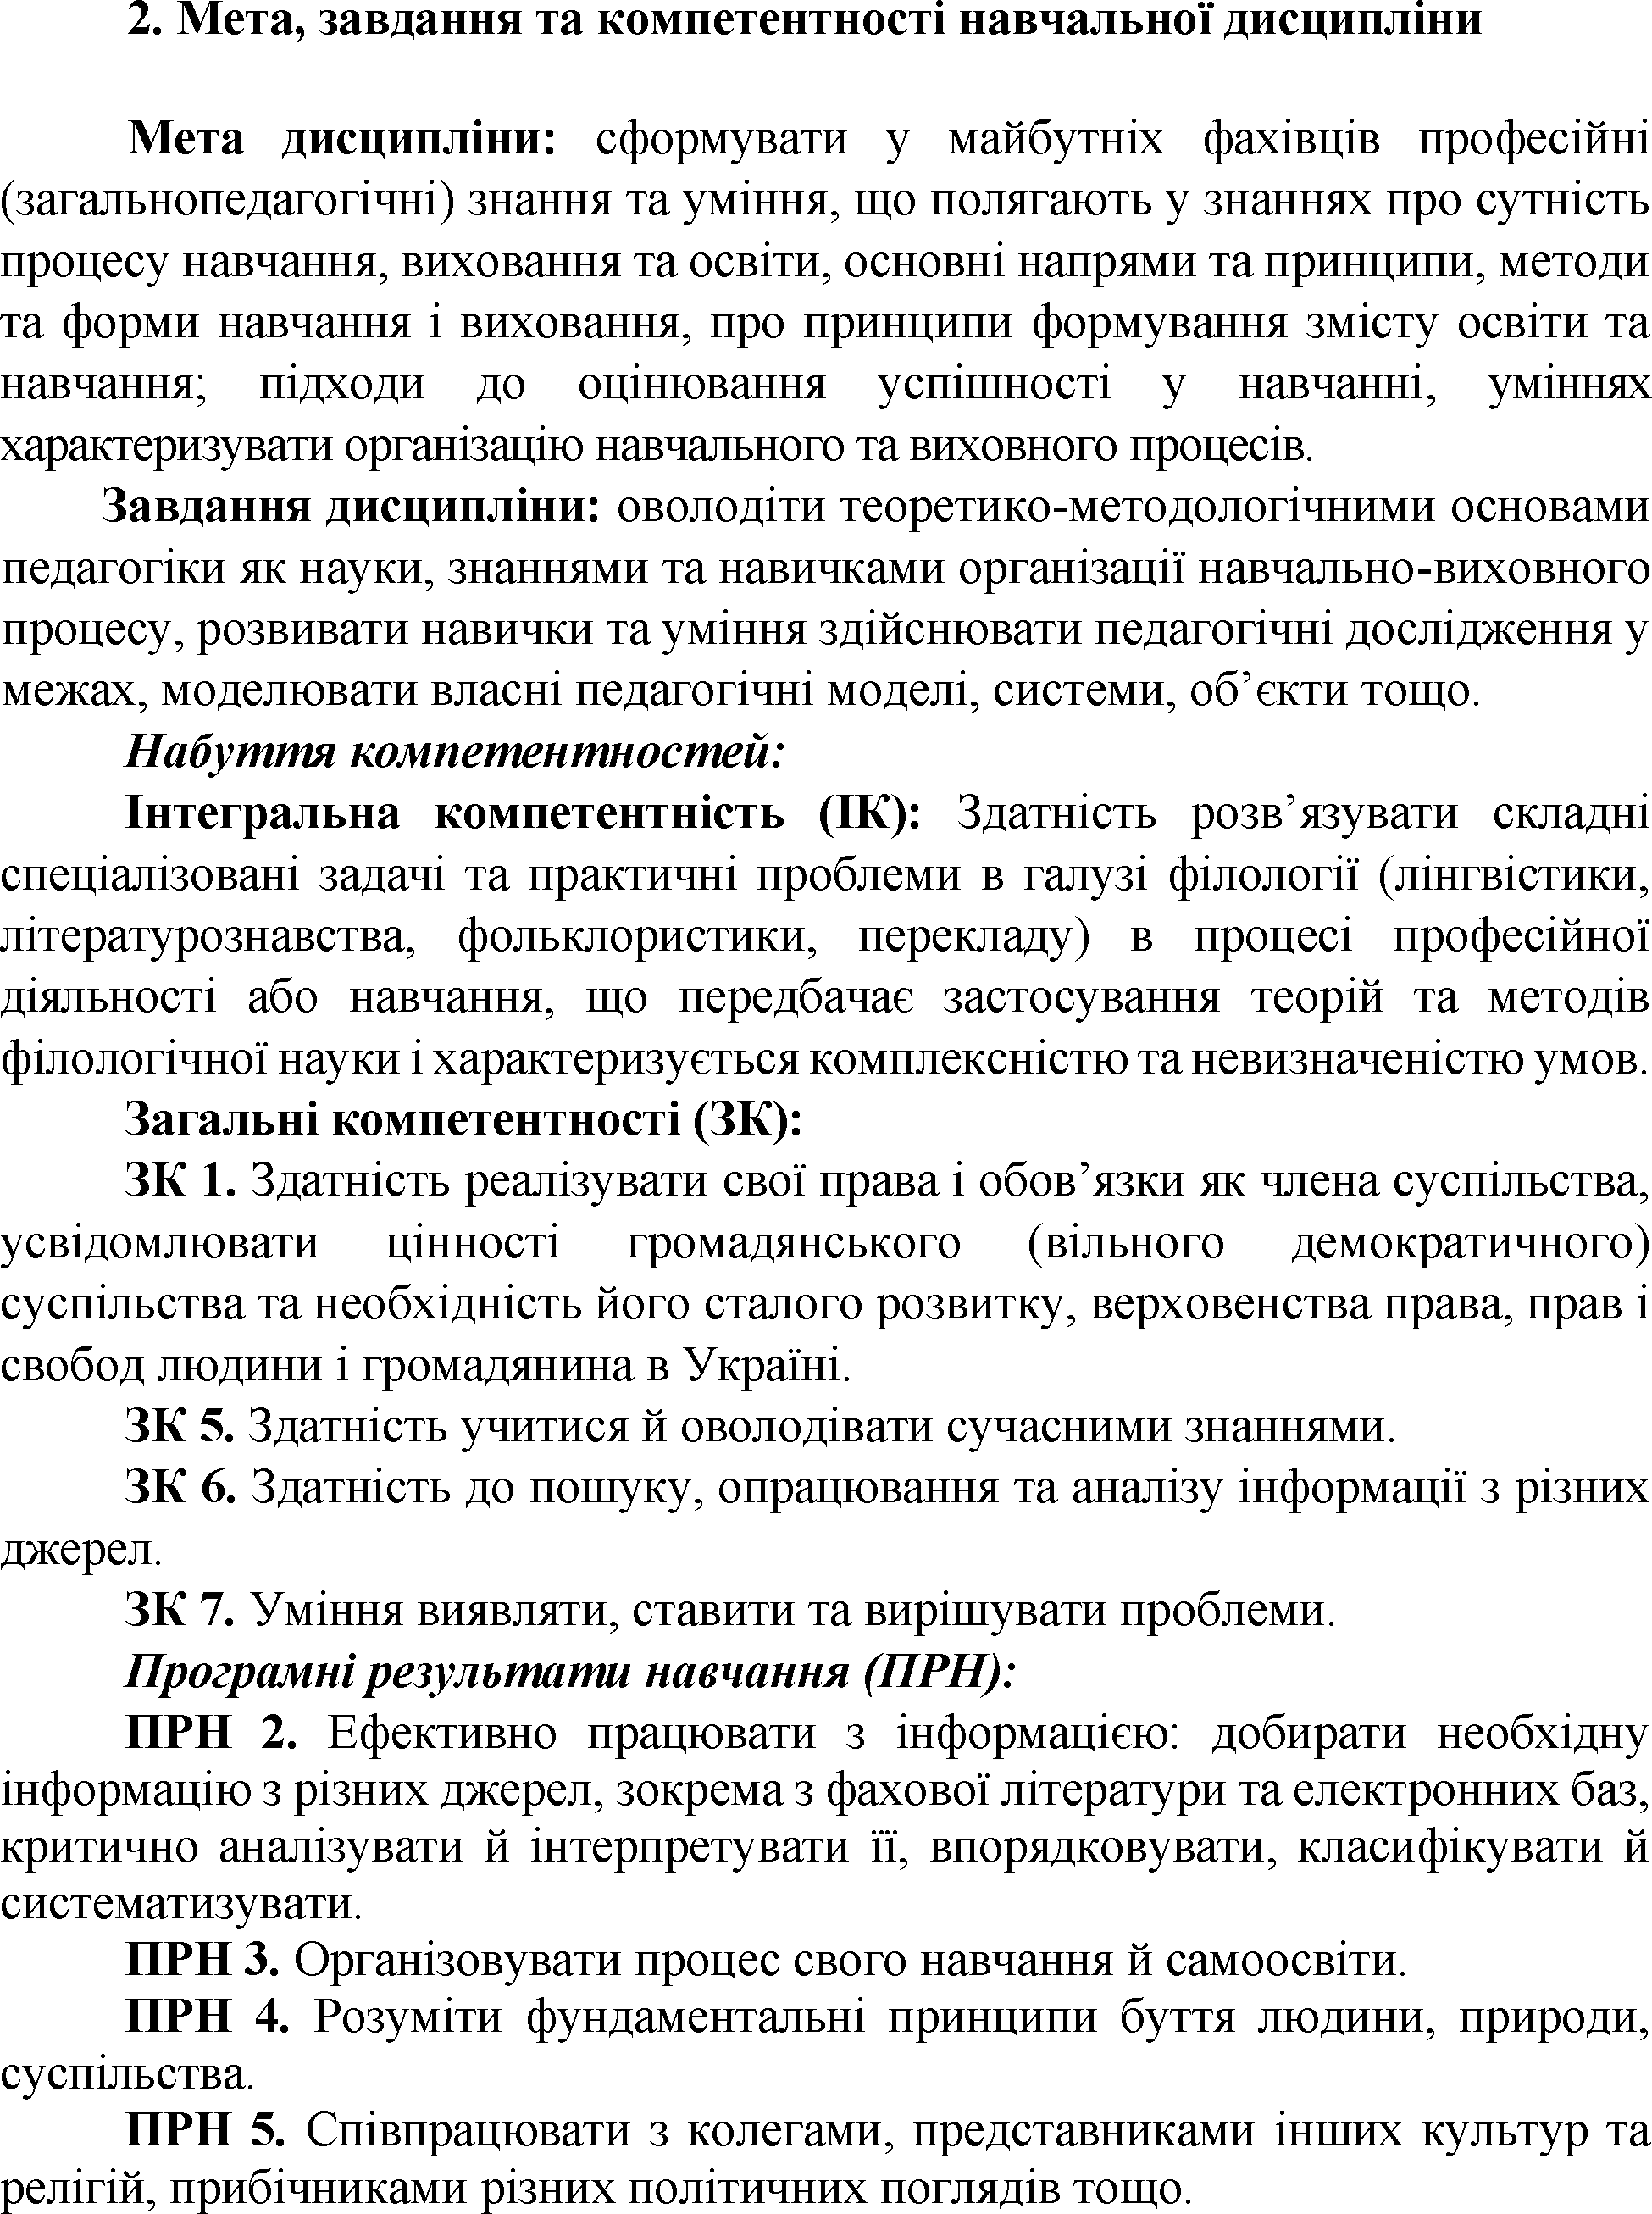 2. Мета, завдання та компетентності навчальної дисципліни
Мета дисципліни: сформувати у майбутніх фахівців професійні
(загальнопедагогічні) знання та уміння, що полягають у знаннях про сутність
процесу навчання, виховання та освіти, основні напрями та принципи, методи
та форми навчання і виховання, про принципи формування змісту освіти та
навчання; підходи до оцінювання успішності у навчанні, уміннях
характеризувати організацію навчального та виховного процесів.
Завдання дисципліни: оволодіти теоретико-методологічними основами
педагогіки як науки, знаннями та навичками організації навчально-виховного
процесу, розвивати навички та уміння здійснювати педагогічні дослідження у
межах, моделювати власні педагогічні моделі, системи, об’єкти тощо.
Набуття компетентностей:
Інтегральна компетентність (ІК): Здатність розв’язувати складні
спеціалізовані задачі та практичні проблеми в галузі філології (лінгвістики,
літературознавства, фольклористики, перекладу) в процесі професійної
діяльності або навчання, що передбачає застосування теорій та методів
філологічної науки і характеризується комплексністю та невизначеністю умов.
Загальні компетентності (ЗК):
ЗК 1. Здатність реалізувати свої права і обов’язки як члена суспільства,
усвідомлювати цінності громадянського (вільного демократичного)
суспільства та необхідність його сталого розвитку, верховенства права, прав і
свобод людини і громадянина в Україні.
ЗК 5. Здатність учитися й оволодівати сучасними знаннями.
ЗК 6. Здатність до пошуку, опрацювання та аналізу інформації з різних
джерел.
ЗК 7. Уміння виявляти, ставити та вирішувати проблеми.
Програмні результати навчання (ПРН):
ПРН 2. Ефективно працювати з інформацією: добирати необхідну
інформацію з різних джерел, зокрема з фахової літератури та електронних баз,
критично аналізувати й інтерпретувати її, впорядковувати, класифікувати й
систематизувати.
ПРН 3. Організовувати процес свого навчання й самоосвіти.
ПРН 4. Розуміти фундаментальні принципи буття людини, природи,
суспільства.
ПРН 5. Співпрацювати з колегами, представниками інших культур та
релігій, прибічниками різних політичних поглядів тощо.